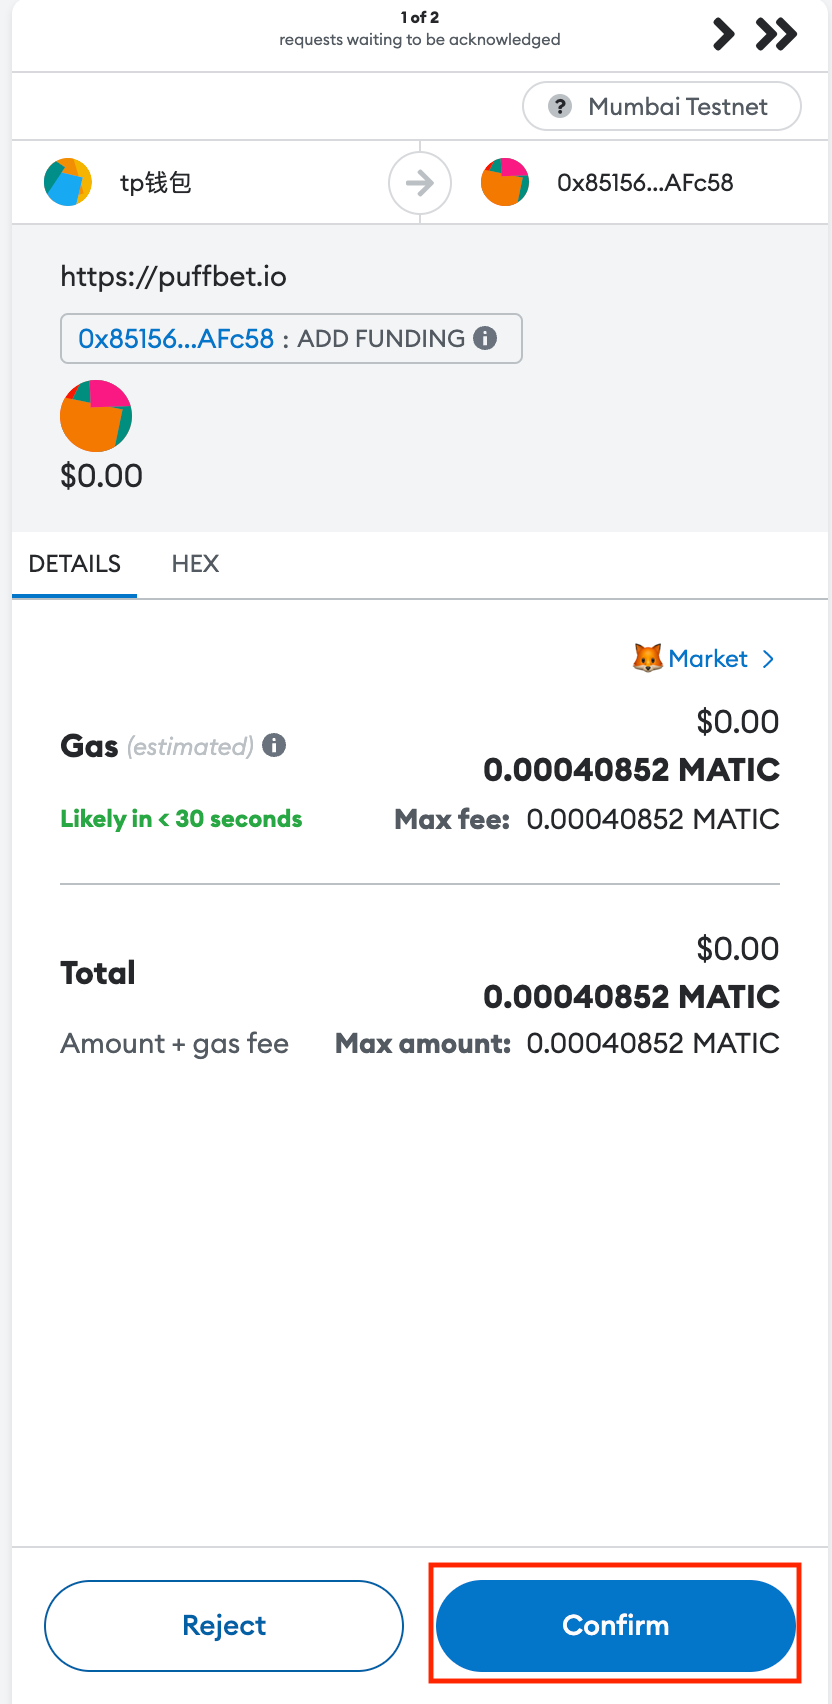 1 of 2
requests waiting to be acknowledged
? Mumbai Testnet
tp钱包
0x85156...AFc58
https://puffbet.io
0x85156...AFc58 : ADD FUNDING
$0.00
DETAILS HEX
Market
$0.00
Gas (estimated)
0.00040852 MATIC
Likely in < 30 seconds
Max fee: 0.00040852 MATIC
$0.00
Total
0.00040852 MATIC
Amount + gas fee
Max amount: 0.00040852 MATIC
Reject
Confirm